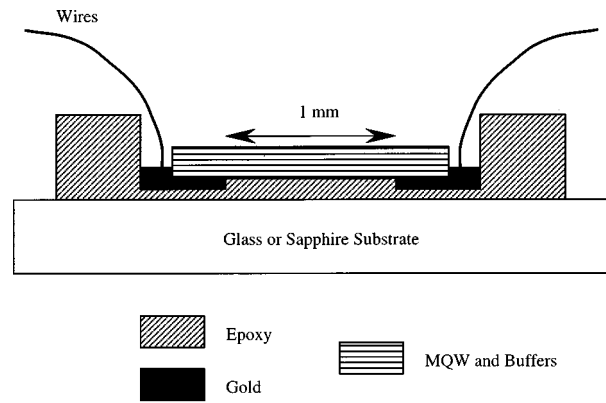 Wires
1 mm
Glass or Sapphire Substrate
Epoxy
MQW and Buffers
Gold